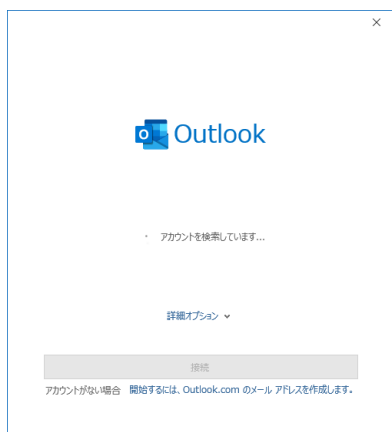 Outlook
アカウントを検索しています...
詳細オプション
接続
アカウントがない場合 開始するには、Outlook.com のメール アドレスを作成します。